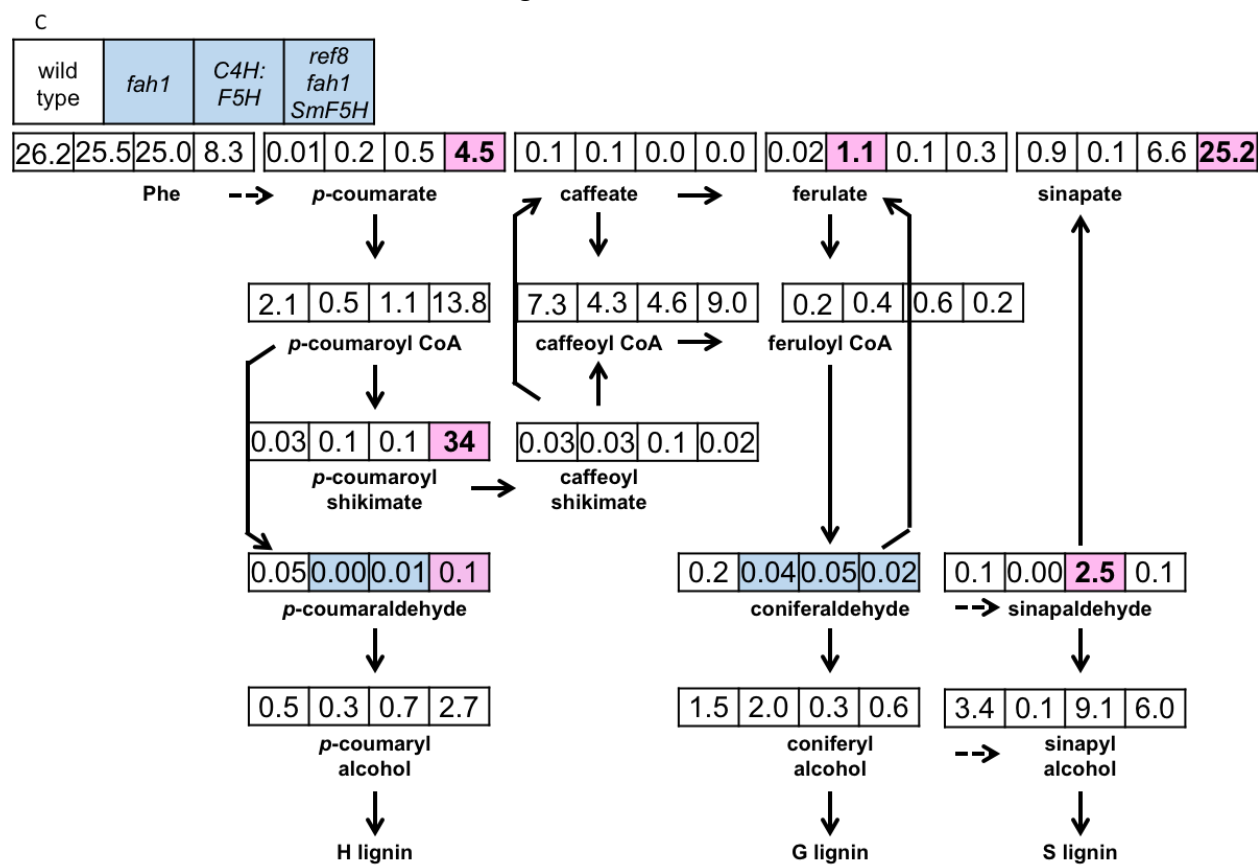 C
wild type
fah1
C4H: F5H
ref8 fah1 SmF5H
26.2 25.5 25.0 8.3
0.01 0.2 0.5 4.5
0.1 0.1 0.0 0.0
0.02 1.1 0.1 0.3
0.9 0.1 6.6 25.2
Phe
p-coumarate
caffeate
ferulate
sinapate
2.1 0.5 1.1 13.8
7.3 4.3 4.6 9.0
0.2 0.4 0.6 0.2
p-coumaroyl CoA
caffeoyl CoA
feruloyl CoA
0.03 0.1 0.1 34
0.03 0.03 0.1 0.02
p-coumaroyl
shikimate
caffeoyl
shikimate
0.05 0.00 0.01 0.1
0.2 0.04 0.05 0.02
0.1 0.00 2.5 0.1
p-coumaraldehyde
coniferaldehyde
sinapaldehyde
0.5 0.3 0.7 2.7
1.5 2.0 0.3 0.6
3.4 0.1 9.1 6.0
p-coumaryl
alcohol
coniferyl
alcohol
sinapyl
alcohol
H lignin
G lignin
S lignin